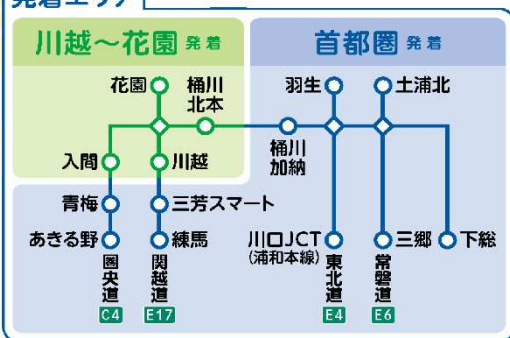 発着エリア
川越～花園 発着
首都圏 発着
花園
桶川
北本
羽生
土浦北
桶川
加納
入間
川越
青梅
三芳スマート
あきる野
練馬
川口JCT
(浦和本線)
三郷
下総
圏央道
関越道
東北道
常磐道
C4
E17
E4
E6